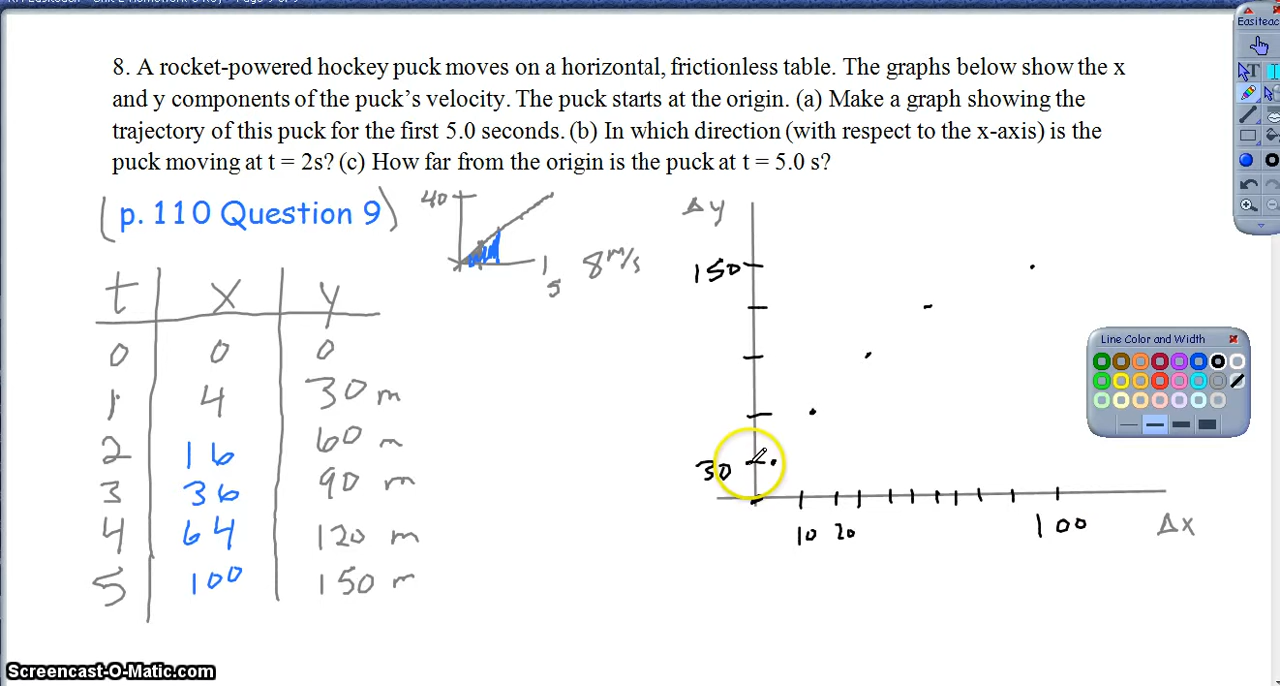 8. A rocket-powered hockey puck moves on a horizontal, frictionless table. The graphs below show the x
and y components of the puck's velocity. The puck starts at the origin. (a) Make a graph showing the
trajectory of this puck for the first 5.0 seconds. (b) In which direction (with respect to the x-axis) is the
puck moving at t = 2s? (c) How far from the origin is the puck at t = 5.0 s?
(p. 110 Question 9)
40
5
8 m/s
t x y
0 0 0
1 4 30 m
2 16 60 m
3 36 90 m
4 64 120 m
5 100 150 m
Δy
150
30
10 20 100
Δx
Easiteac
Line Color and Width
Screencast-O-Matic.com